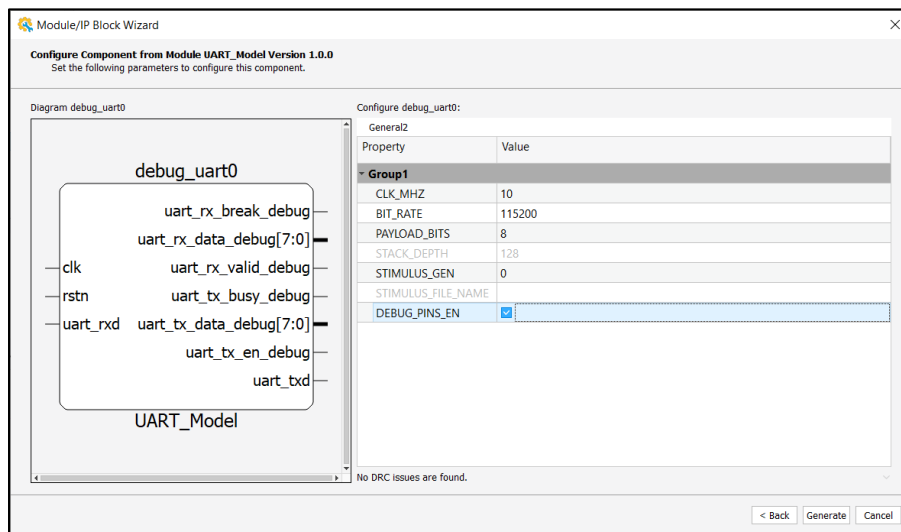 Module/IP Block Wizard
Configure Component from Module UART_Model Version 1.0.0
Set the following parameters to configure this component.
Diagram debug_uart0
debug_uart0
uart_rx_break_debug
uart_rx_data_debug[7:0]
clk uart_rx_valid_debug
rstn uart_tx_busy_debug
uart_rxd uart_tx_data_debug[7:0]
uart_tx_en_debug
uart_txd
UART_Model
Configure debug_uart0:
General2
Property Value
Group1
CLK_MHZ 10
BIT_RATE 115200
PAYLOAD_BITS 8
STACK_DEPTH 128
STIMULUS_GEN 0
STIMULUS_FILE_NAME
DEBUG_PINS_EN
No DRC issues are found.
< Back Generate Cancel